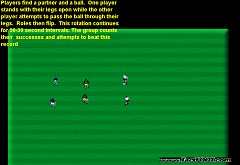 Players find a partner and a ball. One player
stands with their legs open while the other
player attempts to pass the ball through their
legs. Roles then flip. This rotation continues
for 30-30 second intervals. The group counts
their successes and attempts to beat this
record